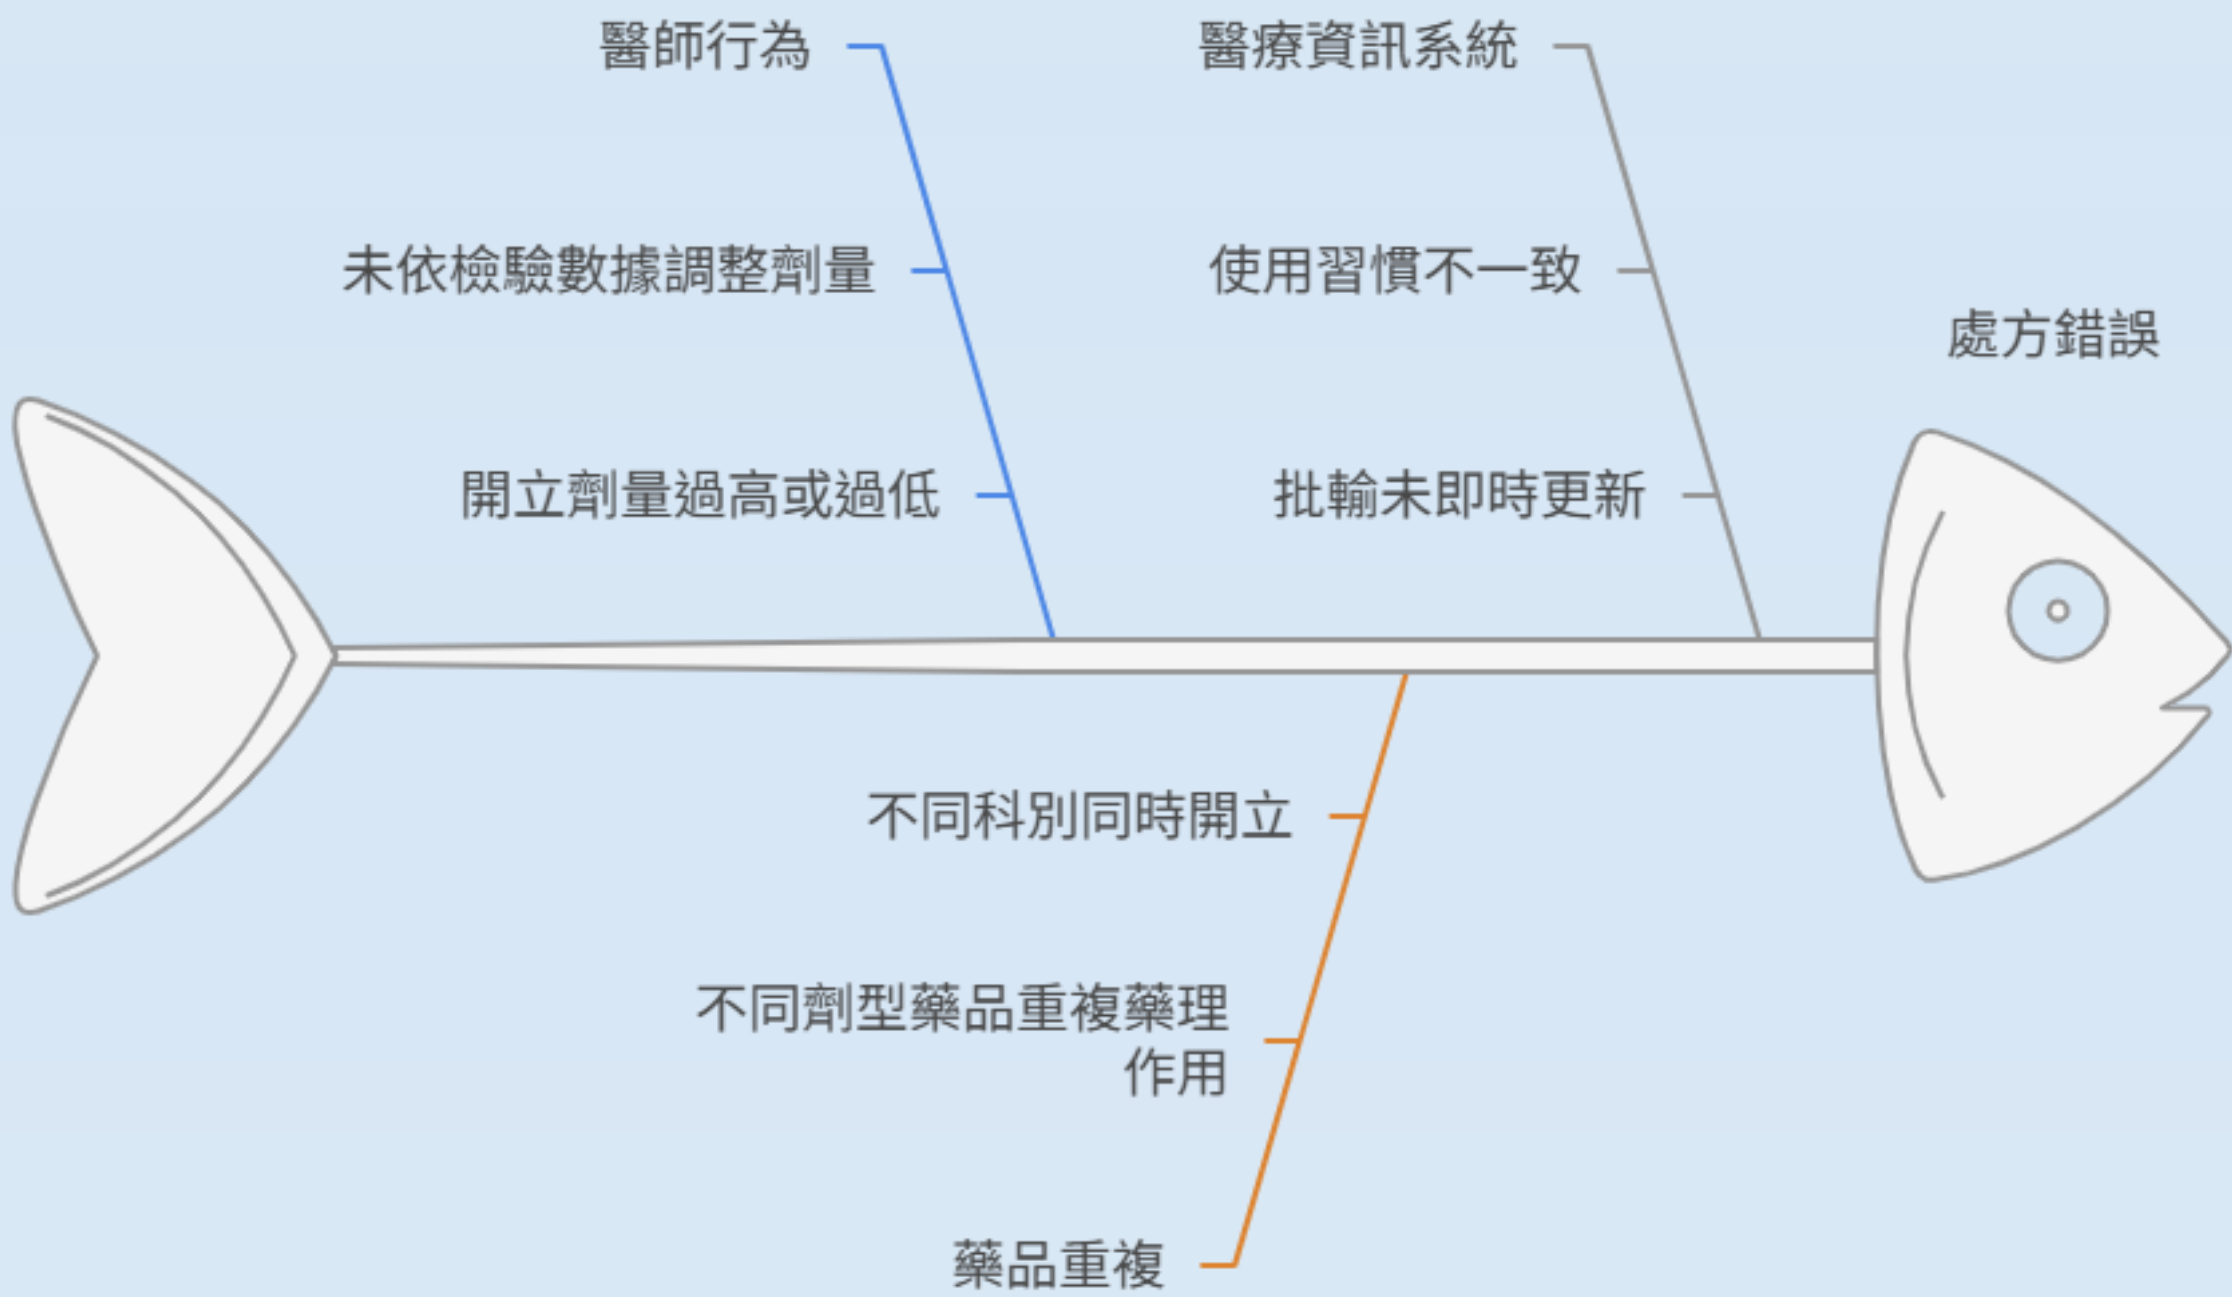 醫師行為
醫療資訊系統
未依檢驗數據調整劑量
使用習慣不一致
處方錯誤
開立劑量過高或過低
批輸未即時更新
不同科別同時開立
不同劑型藥品重複藥理
作用
藥品重複